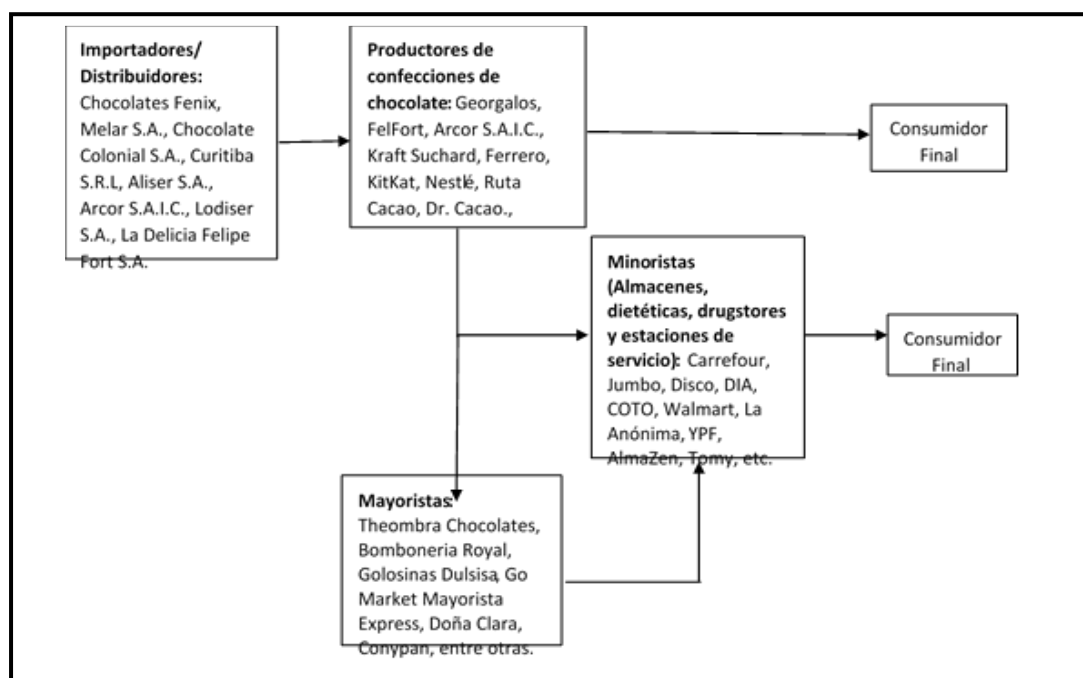 Importadores/
Distribuidores:
Chocolates Fenix,
Melar S.A., Chocolate
Colonial S.A., Curitiba
S.R.L, Aliser S.A.,
Arcor S.A.I.C., Lodiser
S.A., La Delicia Felipe
Fort S.A.
Productores de
confecciones de
chocolate: Georgalos,
FelFort, Arcor S.A.I.C.,
Kraft Suchard, Ferrero,
KitKat, Nestlé, Ruta
Cacao, Dr. Cacao.,
Consumidor
Final
Minoristas
(Almacenes,
dietéticas, drugstores
y estaciones de
servicio): Carrefour,
Jumbo, Disco, DIA,
COTO, Walmart, La
Anónima, YPF,
AlmaZen, Tomy, etc.
Consumidor
Final
Mayoristas:
Theombra Chocolates,
Bomboneria Royal,
Golosinas Dulsisa, Go
Market Mayorista
Express, Doña Clara,
Conypan, entre otras.